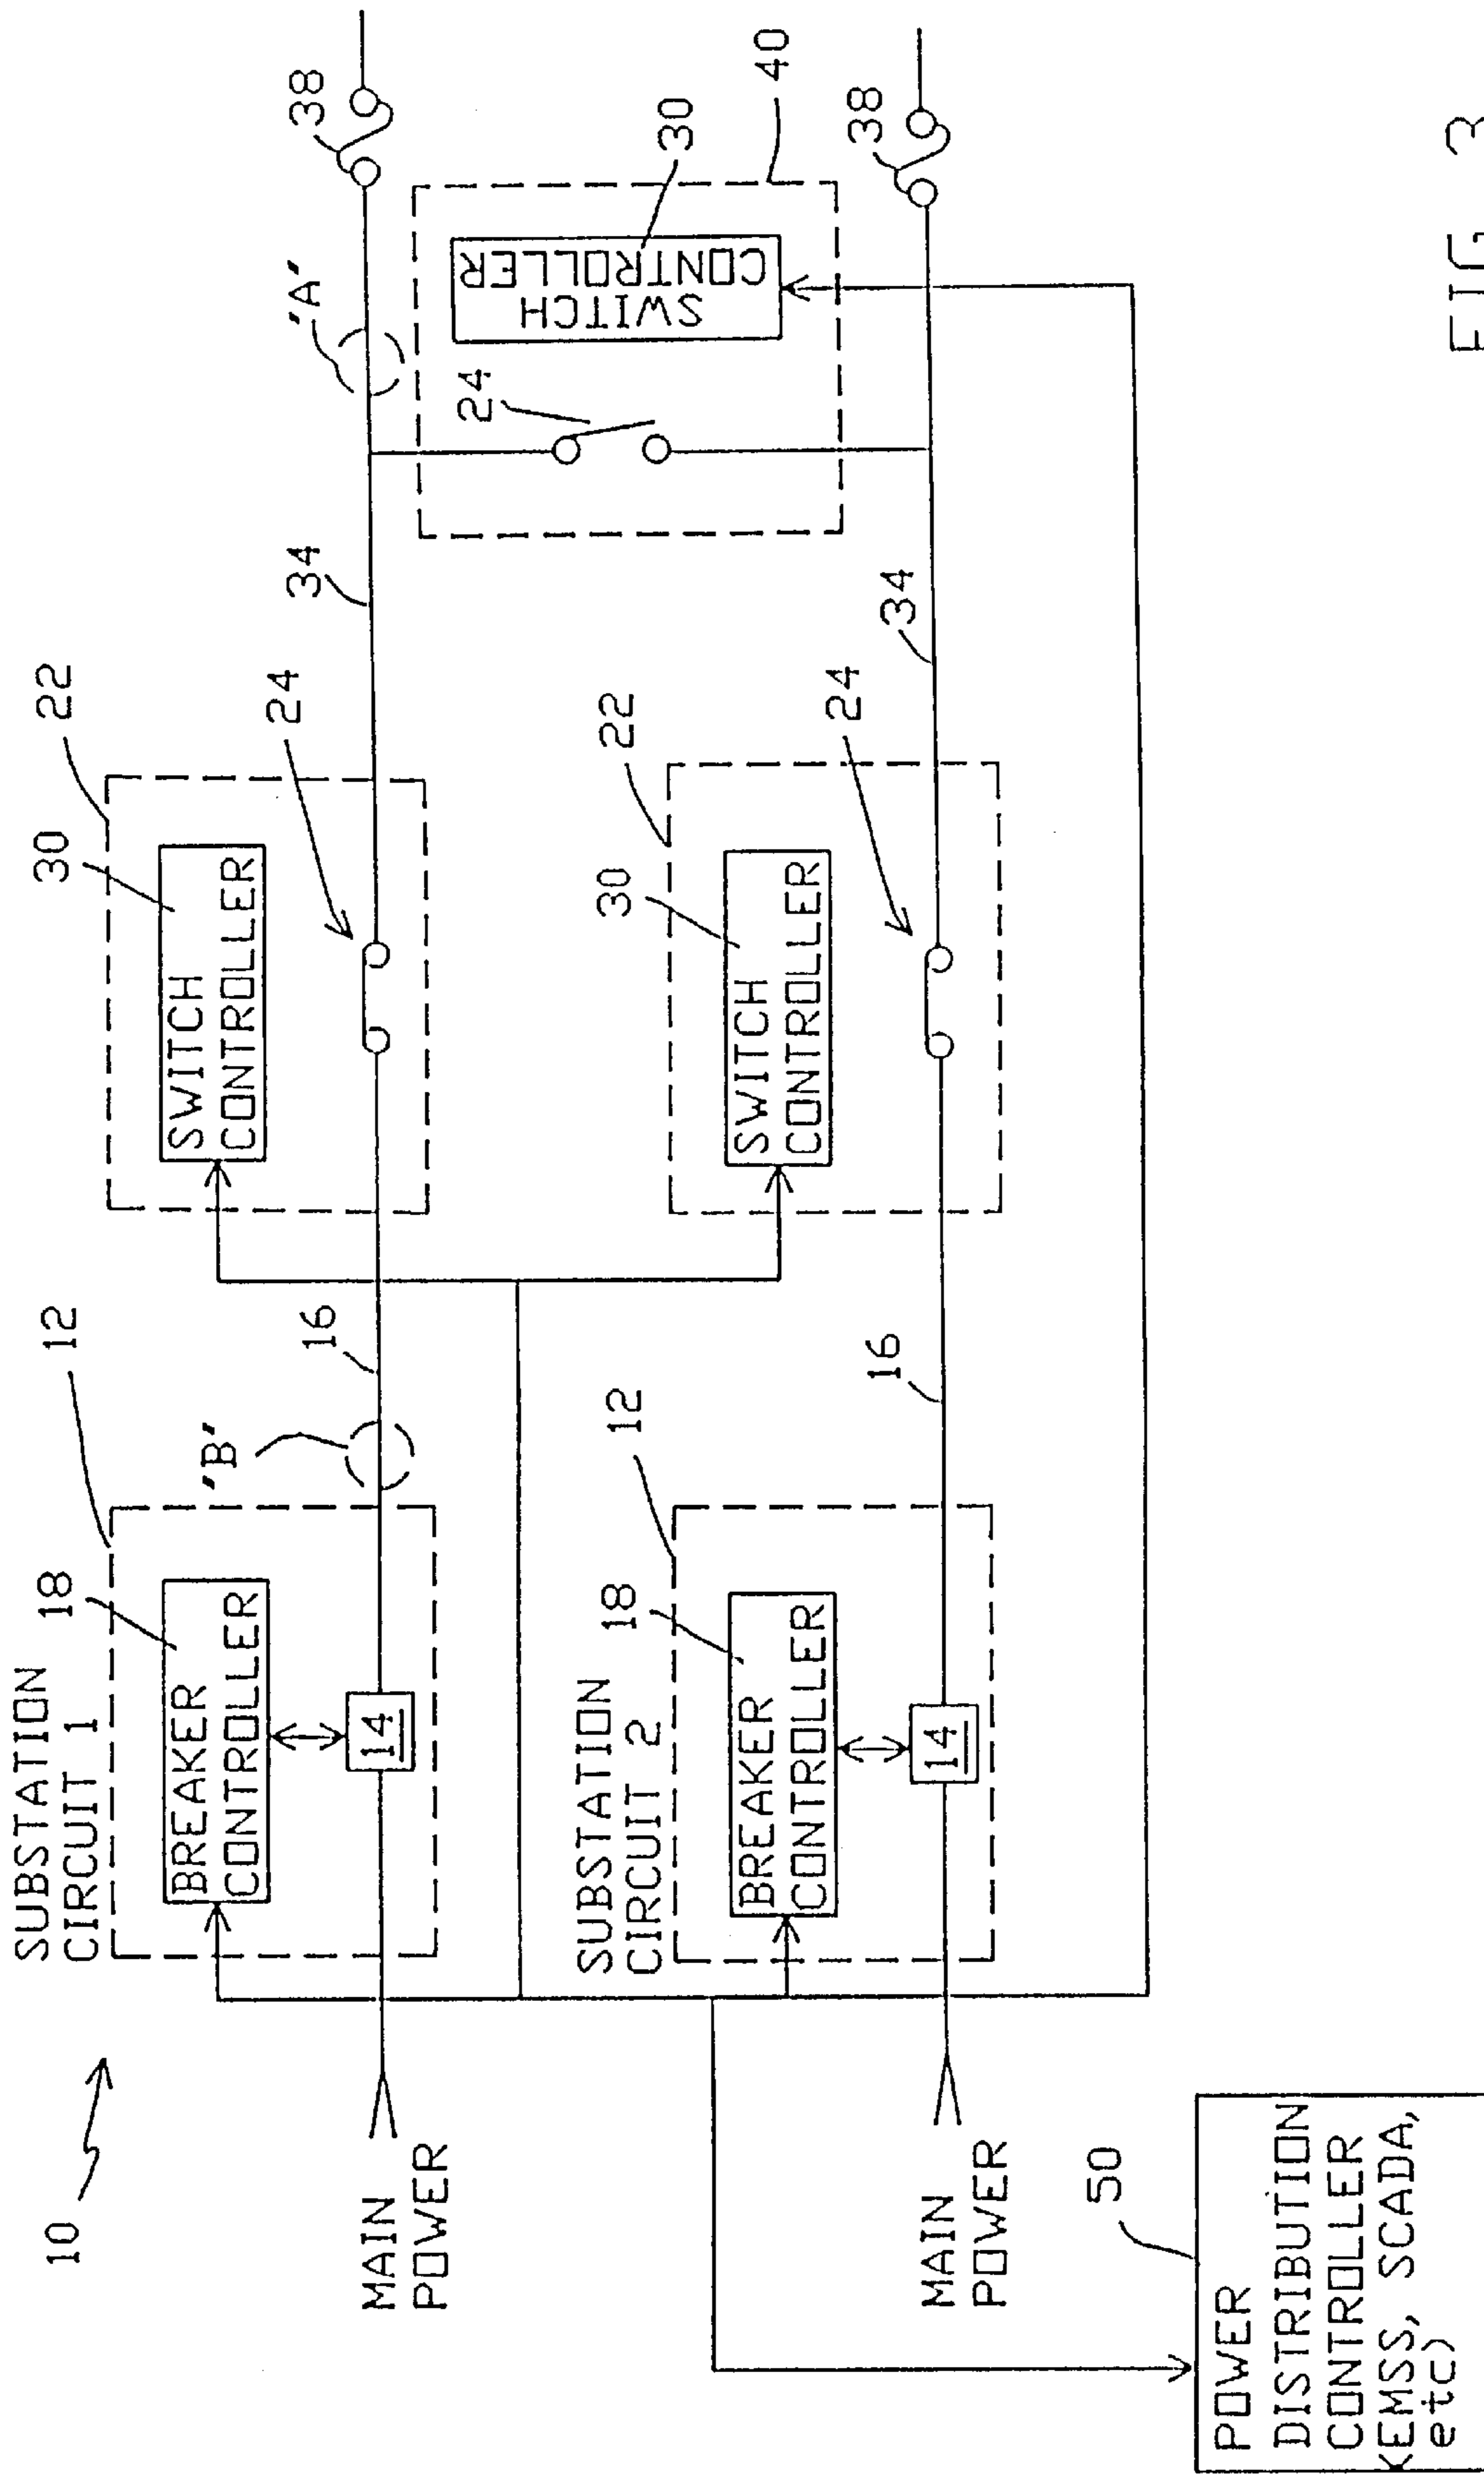 10
SUBSTATION
CIRCUIT 1
12
18
BREAKER
CONTROLLER
14
'B'
16
22
30
SWITCH
CONTROLLER
24
34
'A'
38
MAIN
POWER
24
SWITCH
CONTROLLER
30
40
SUBSTATION
CIRCUIT 2
12
18
BREAKER
CONTROLLER
14
16
22
30
SWITCH
CONTROLLER
24
34
38
MAIN
POWER
50
POWER
DISTRIBUTION
CONTROLLER
(EMSS, SCADA,
etc)
FIG 3